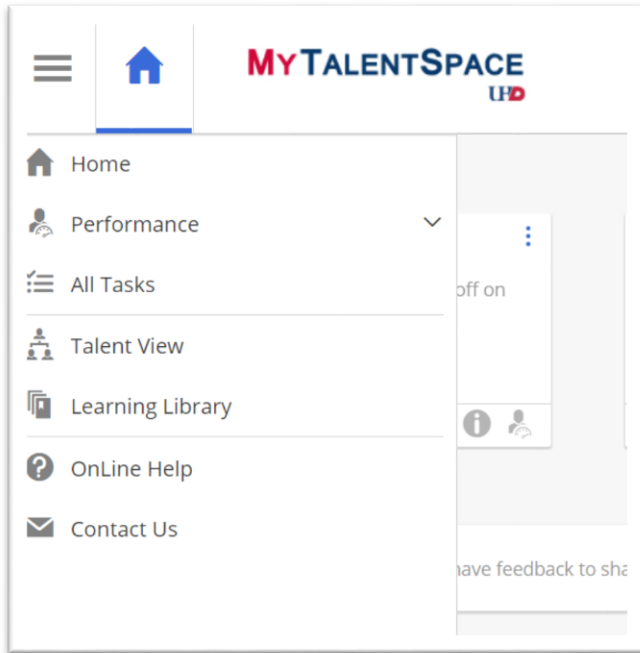 MYTALENTSPACE
UHD
Home
Performance
off on
All Tasks
Talent View
Learning Library
OnLine Help
Contact Us
have feedback to sha